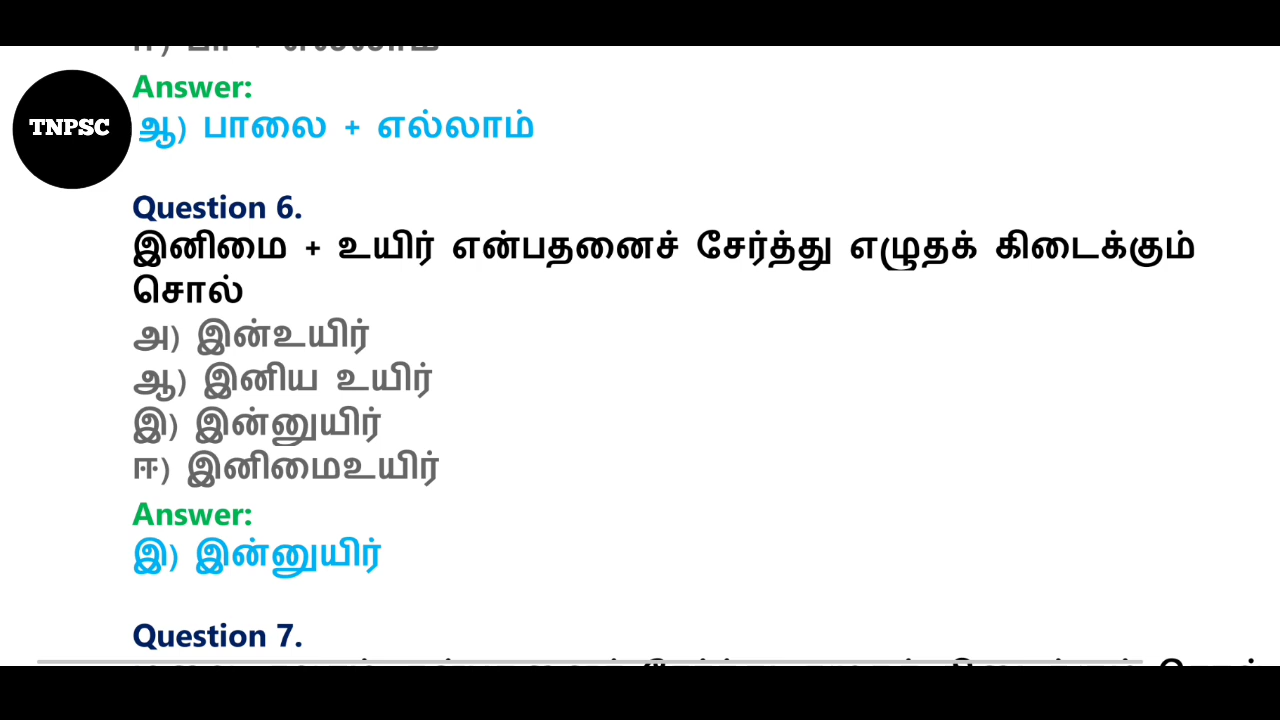 Answer:
TNPSC
ஆ) பாலை + எல்லாம்
Question 6.
இனிமை + உயிர் என்பதனைச் சேர்த்து எழுதக் கிடைக்கும்
சொல்
அ) இன்உயிர்
ஆ) இனிய உயிர்
இ) இன்னுயிர்
ஈ) இனிமைஉயிர்
Answer:
இ) இன்னுயிர்
Question 7.